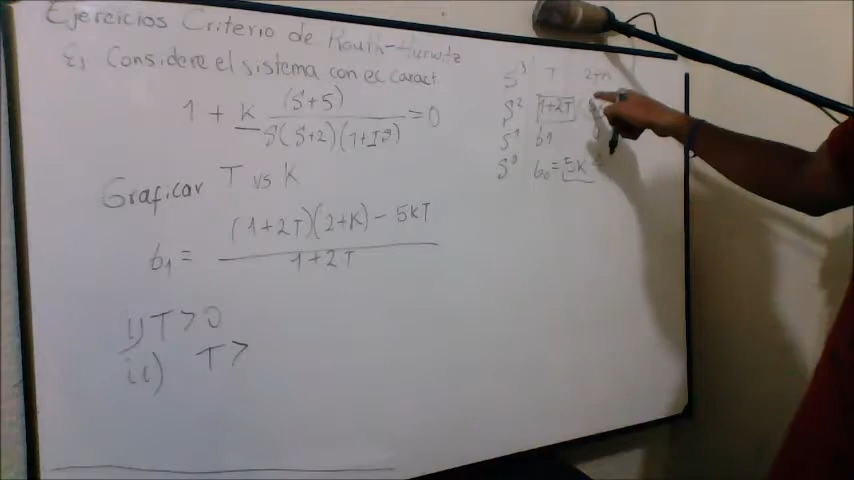 Ejercicios Criterio de Routh-Hurwitz
Ej Considere el sistema con ec caract.
1 + K (S+5) / S(S+2)(1+TS) = 0
Graficar T vs K
b1 = (1+2T)(2+K) - 5KT / 1+2T
i) T > 0
ii) T >
S³ T 2+K
S² 1+2T
S¹ b1
S⁰ b0 = 5K